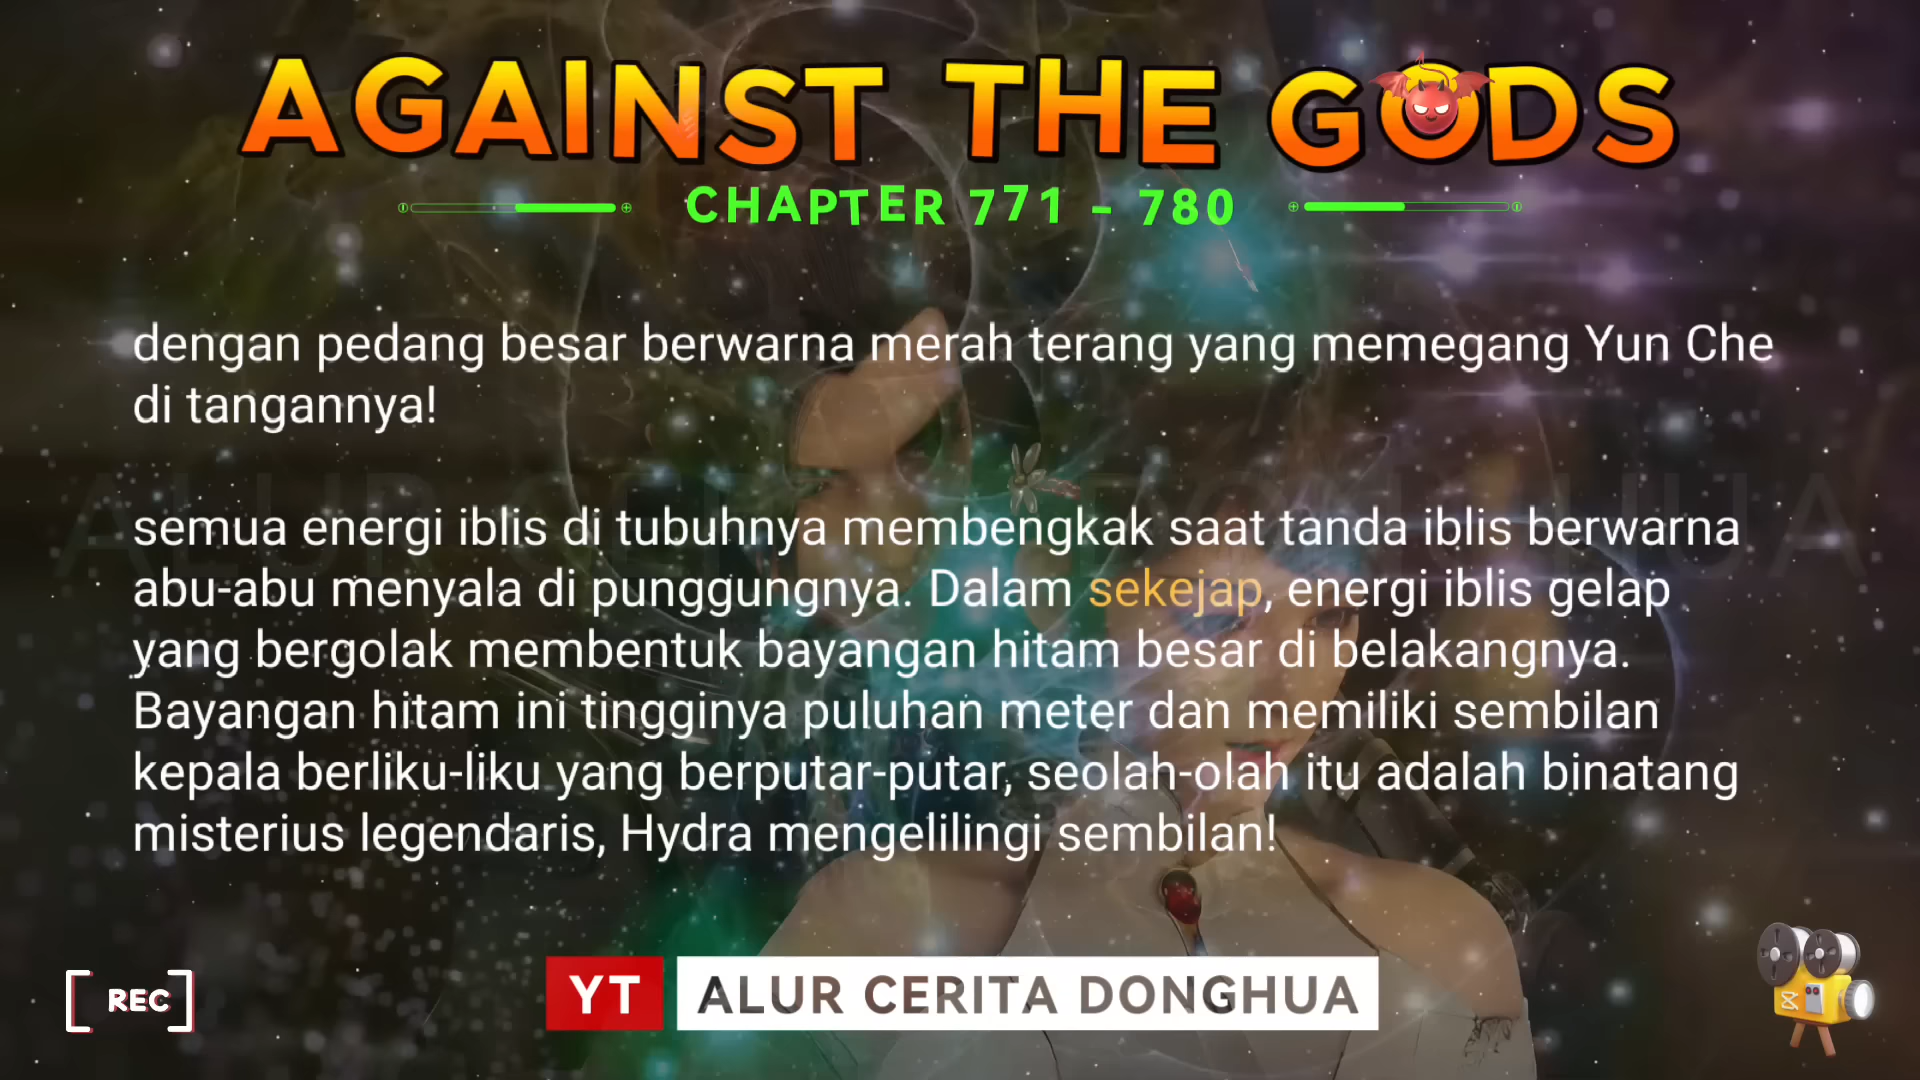 AGAINST THE GODS
CHAPTER 771 - 780
dengan pedang besar berwarna merah terang yang memegang Yun Che
di tangannya!
semua energi iblis di tubuhnya membengkak saat tanda iblis berwarna
abu-abu menyala di punggungnya. Dalam sekejap, energi iblis gelap
yang bergolak membentuk bayangan hitam besar di belakangnya.
Bayangan hitam ini tingginya puluhan meter dan memiliki sembilan
kepala berliku-liku yang berputar-putar, seolah-olah itu adalah binatang
misterius legendaris, Hydra mengelilingi sembilan!
ALUR CERITA DONGHUA
[ REC ]
YT ALUR CERITA DONGHUA